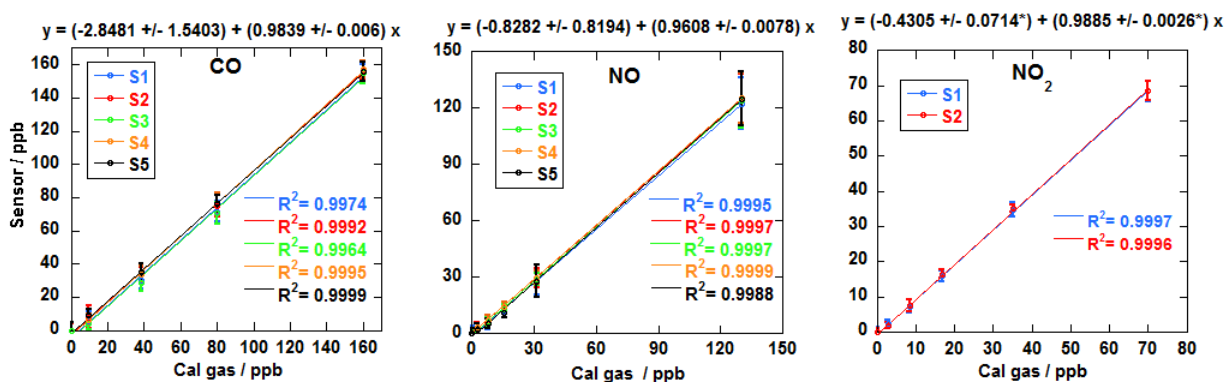 y = (-2.8481 +/- 1.5403) + (0.9839 +/- 0.006) x
CO
S1
S2
S3
S4
S5
R2= 0.9974
R2= 0.9992
R2= 0.9964
R2= 0.9995
R2= 0.9999
160
140
120
100
80
60
40
20
0
Sensor / ppb
0 20 40 60 80 100 120 140 160
Cal gas / ppb
y = (-0.8282 +/- 0.8194) + (0.9608 +/- 0.0078) x
NO
S1
S2
S3
S4
S5
R2= 0.9995
R2= 0.9997
R2= 0.9997
R2= 0.9999
R2= 0.9988
150
120
90
60
30
0
0 30 60 90 120 150
Cal gas / ppb
y = (-0.4305 +/- 0.0714*) + (0.9885 +/- 0.0026*) x
NO2
S1
S2
R2= 0.9997
R2= 0.9996
80
70
60
50
40
30
20
10
0
0 10 20 30 40 50 60 70 80
Cal gas / ppb